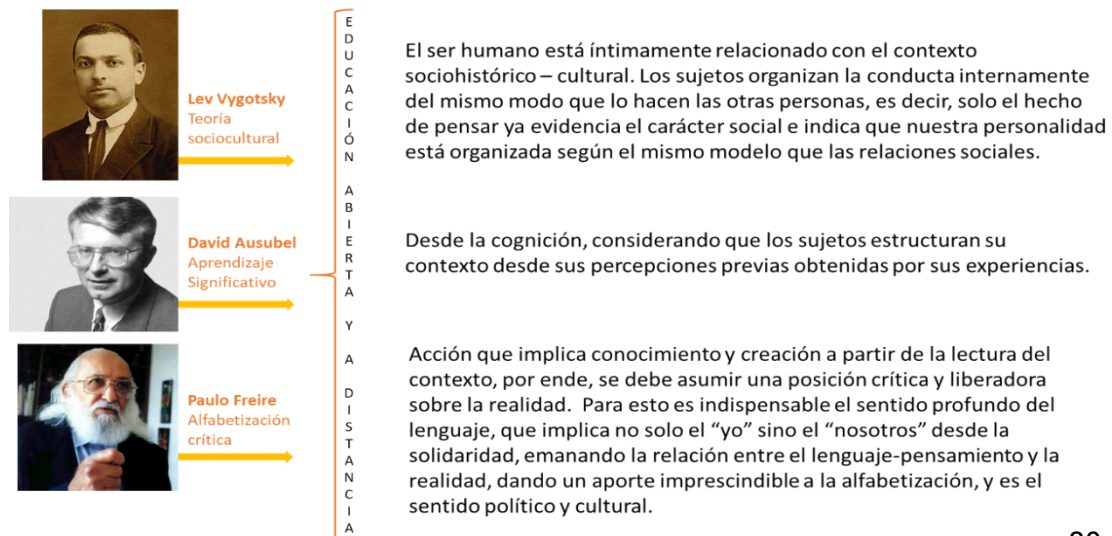 Lev Vygotsky
Teoría
sociocultural
David Ausubel
Aprendizaje
Significativo
Paulo Freire
Alfabetización
crítica
EDUCACIÓN ABIERTA Y A DISTANCIA
El ser humano está íntimamente relacionado con el contexto
sociohistórico – cultural. Los sujetos organizan la conducta internamente
del mismo modo que lo hacen las otras personas, es decir, solo el hecho
de pensar ya evidencia el carácter social e indica que nuestra personalidad
está organizada según el mismo modelo que las relaciones sociales.
Desde la cognición, considerando que los sujetos estructuran su
contexto desde sus percepciones previas obtenidas por sus experiencias.
Acción que implica conocimiento y creación a partir de la lectura del
contexto, por ende, se debe asumir una posición crítica y liberadora
sobre la realidad.  Para esto es indispensable el sentido profundo del
lenguaje, que implica no solo el “yo” sino el “nosotros” desde la
solidaridad, emanando la relación entre el lenguaje-pensamiento y la
realidad, dando un aporte imprescindible a la alfabetización, y es el
sentido político y cultural.